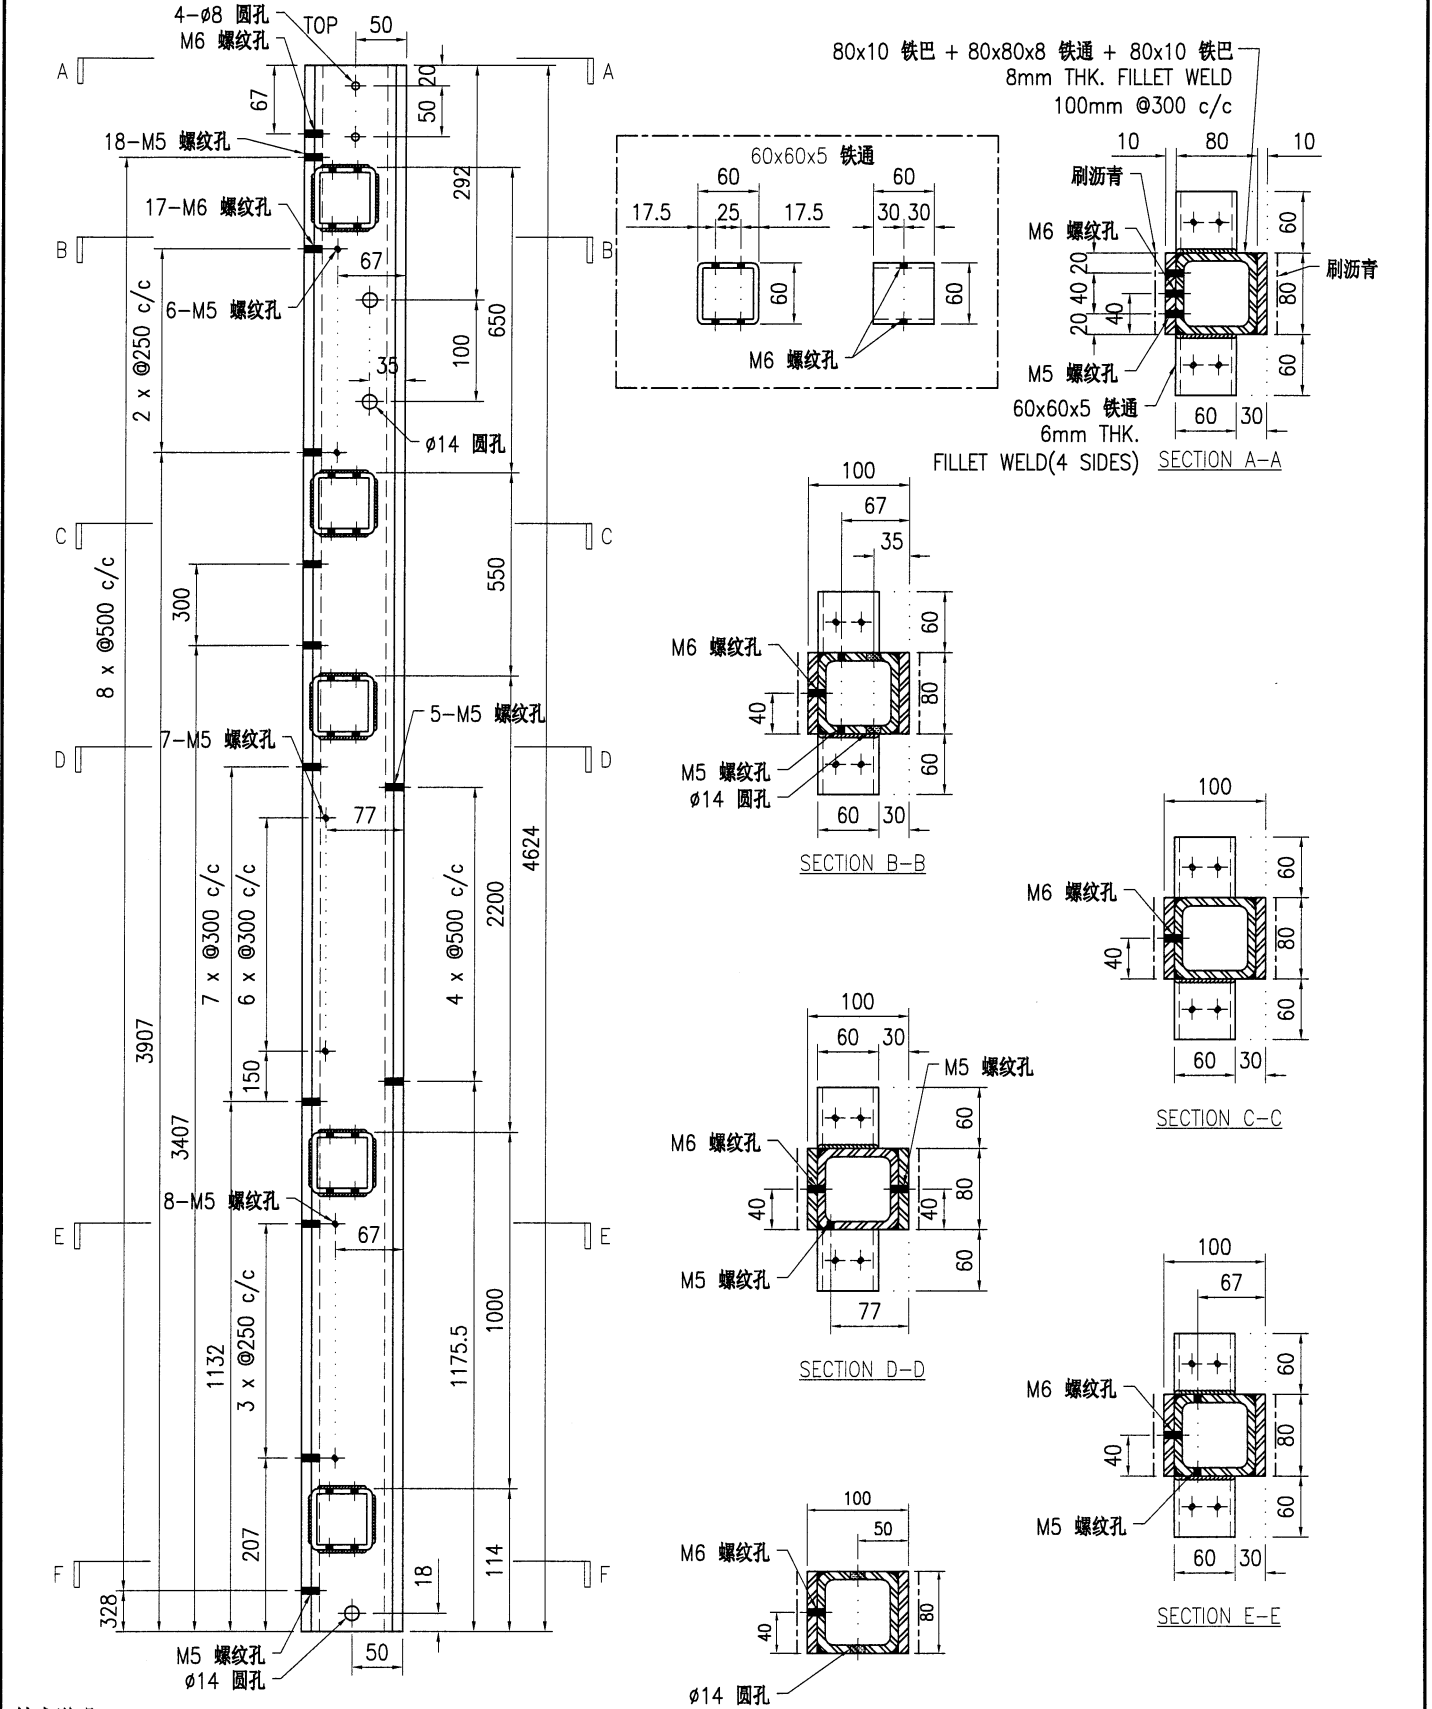 4-ø8 圆孔
TOP
50
M6 螺纹孔
A
A
67
20
50
292
18-M5 螺纹孔
17-M6 螺纹孔
B
B
67
6-M5 螺纹孔
2 x @250 c/c
650
100
35
ø14 圆孔
C
C
8 x @500 c/c
300
550
7-M5 螺纹孔
5-M5 螺纹孔
D
D
77
4624
7 x @300 c/c
6 x @300 c/c
4 x @500 c/c
2200
3907
150
3407
8-M5 螺纹孔
E
E
67
3 x @250 c/c
1132
1175.5
1000
207
114
18
F
F
328
M5 螺纹孔
ø14 圆孔
50
60x60x5 铁通
60
60
17.5
25
17.5
30
30
60
60
M6 螺纹孔
80x10 铁巴 + 80x80x8 铁通 + 80x10 铁巴
8mm THK. FILLET WELD
100mm @300 c/c
10
80
10
刷沥青
M6 螺纹孔
60
20
40
20
40
80
刷沥青
M5 螺纹孔
60
60x60x5 铁通
6mm THK.
FILLET WELD(4 SIDES)
60
30
SECTION A-A
100
67
35
60
M6 螺纹孔
40
80
M5 螺纹孔
ø14 圆孔
60
60
30
SECTION B-B
100
60
M6 螺纹孔
40
80
60
60
30
SECTION C-C
100
60
30
M5 螺纹孔
60
M6 螺纹孔
40
40
80
M5 螺纹孔
60
77
SECTION D-D
100
67
60
M6 螺纹孔
40
80
M5 螺纹孔
60
60
30
SECTION E-E
100
50
M6 螺纹孔
40
80
ø14 圆孔